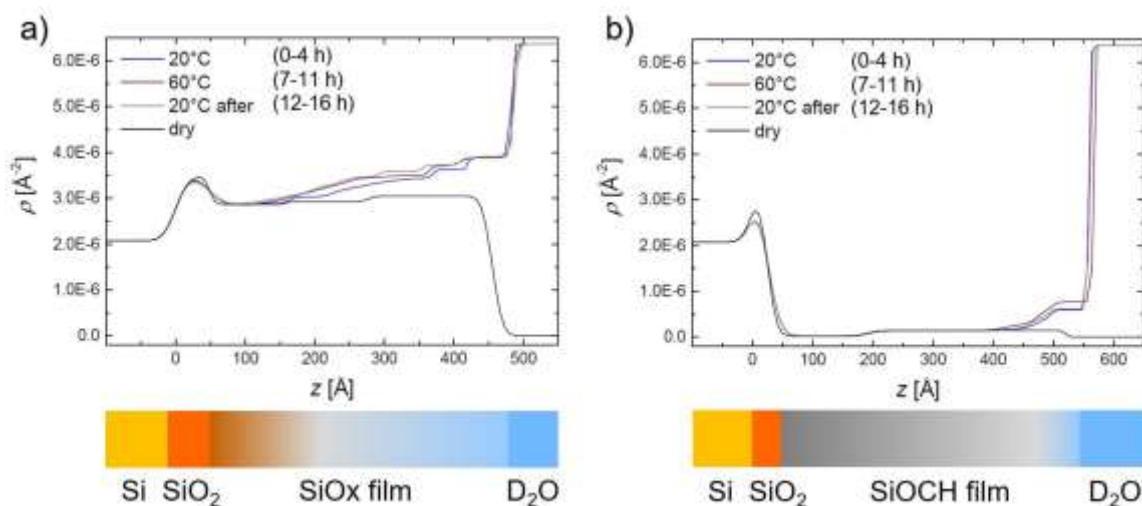 a)
20°C (0-4 h)
60°C (7-11 h)
20°C after (12-16 h)
dry
6.0E-6
5.0E-6
4.0E-6
3.0E-6
2.0E-6
1.0E-6
0.0
ρ [Å⁻²]
0 100 200 300 400 500
z [Å]
Si SiO₂ SiOx film D₂O
b)
20°C (0-4 h)
60°C (7-11 h)
20°C after (12-16 h)
dry
6.0E-6
5.0E-6
4.0E-6
3.0E-6
2.0E-6
1.0E-6
0.0
ρ [Å⁻²]
0 100 200 300 400 500 600
z [Å]
Si SiO₂ SiOCH film D₂O